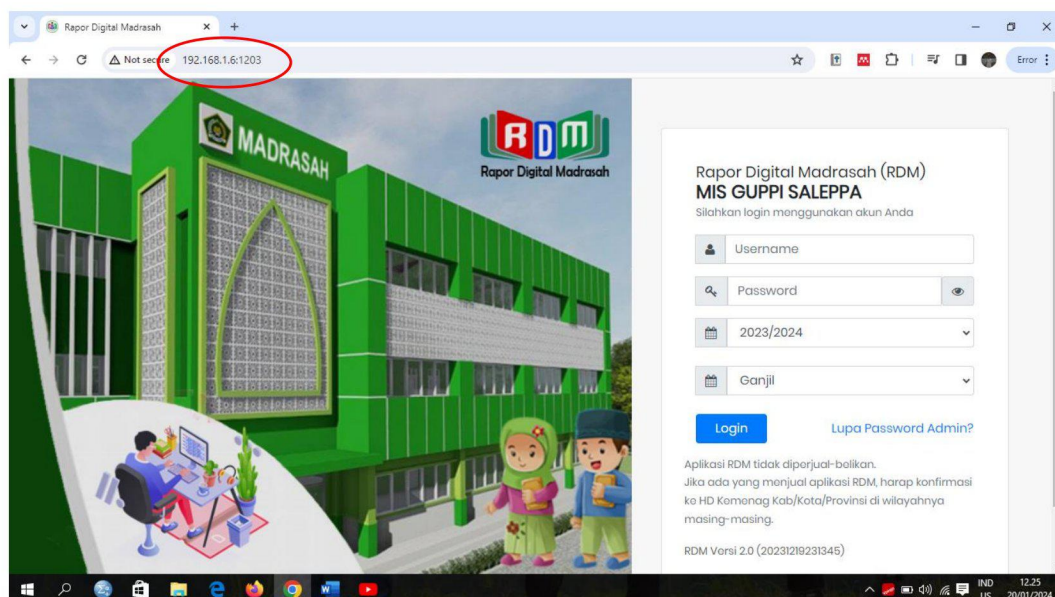 Rapor Digital Madrasah
Not secure 192.168.1.6:1203
Error
MADRASAH
RDM
Rapor Digital Madrasah
Rapor Digital Madrasah (RDM)
MIS GUPPI SALEPPA
Silahkan login menggunakan akun Anda
Username
Password
2023/2024
Ganjil
Login
Lupa Password Admin?
Aplikasi RDM tidak diperjual-belikan.
Jika ada yang menjual aplikasi RDM, harap konfirmasi
ke HD Kemenag Kab/Kota/Provinsi di wilayahnya
masing-masing.
RDM Versi 2.0 (20231219231345)
IND
US
12.25
20/01/2024